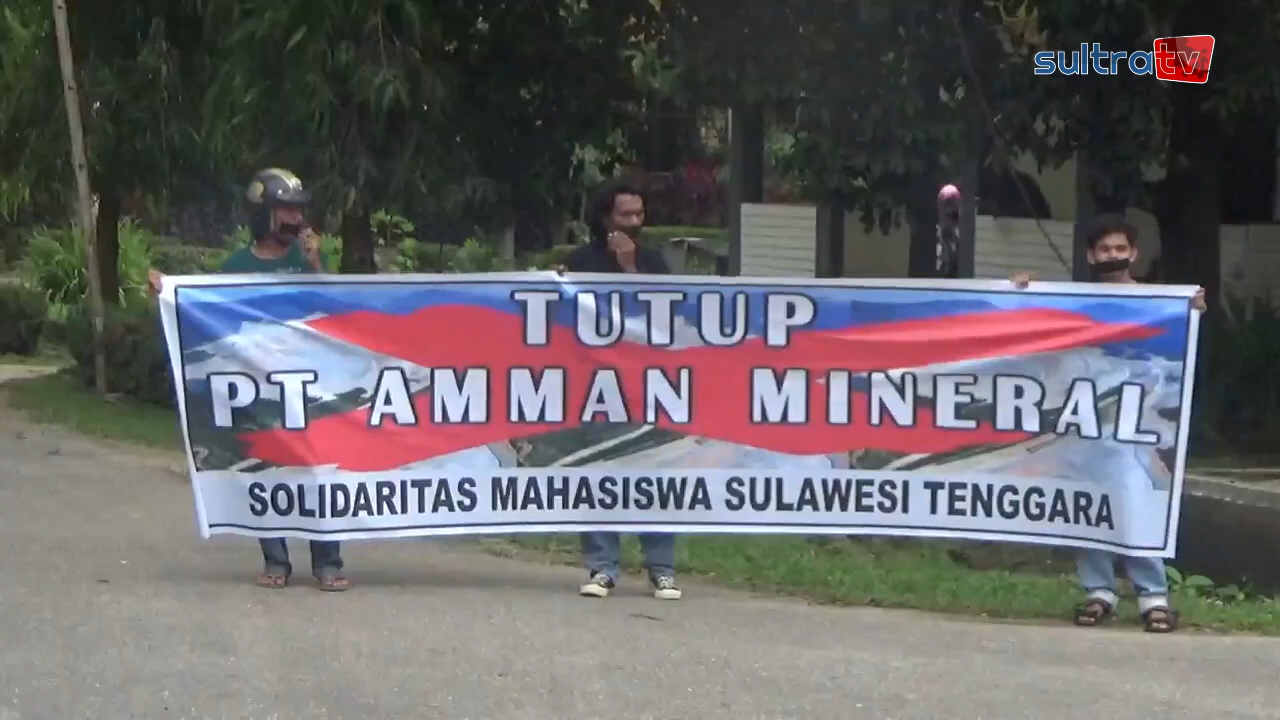 sultratv
TUTUP
PT AMMAN MINERAL
SOLIDARITAS MAHASISWA SULAWESI TENGGARA